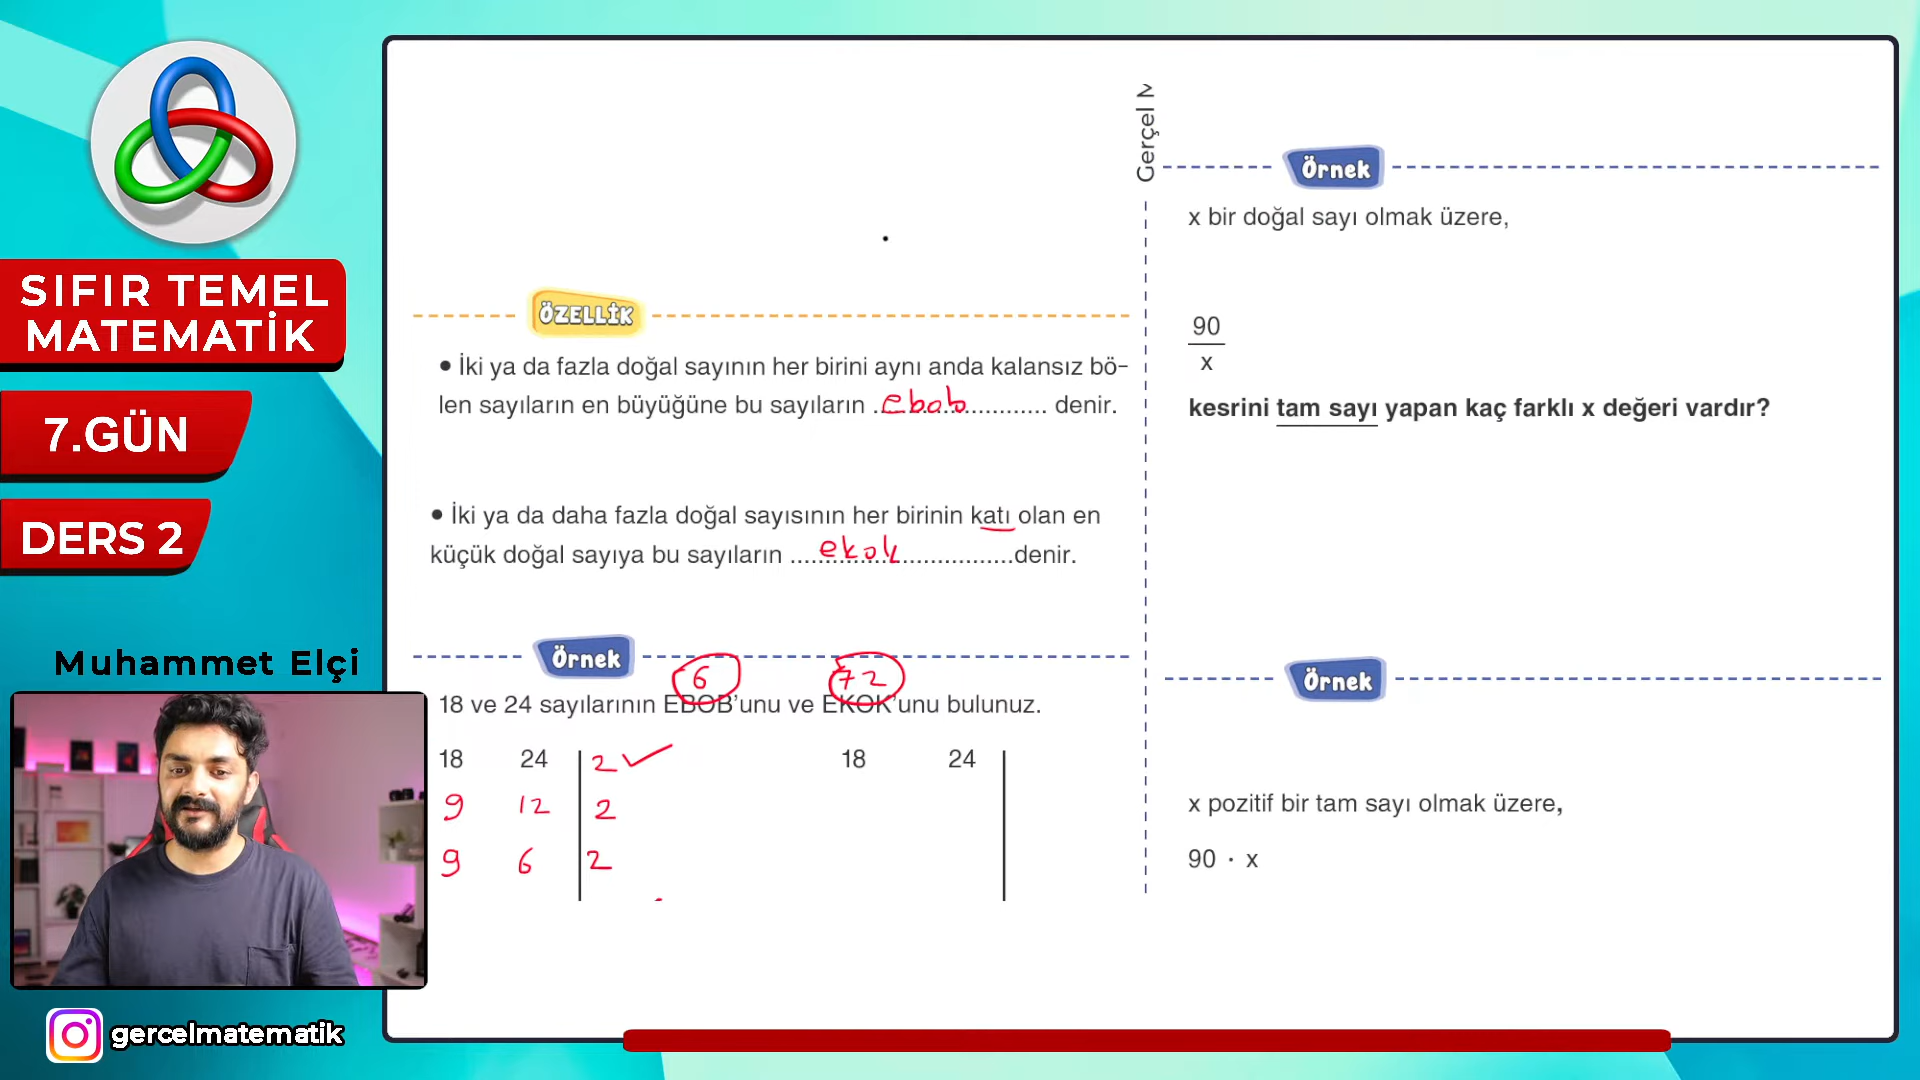 SIFIR TEMEL
MATEMATİK
7.GÜN
DERS 2
Muhammet Elçi
gercelmatematik
ÖZELLİK
• İki ya da fazla doğal sayının her birini aynı anda kalansız bö-
len sayıların en büyüğüne bu sayıların ..ebob.................... denir.
• İki ya da daha fazla doğal sayısının her birinin katı olan en
küçük doğal sayıya bu sayıların ....ekok.......................denir.
Örnek
6 72
18 ve 24 sayılarının EBOB'unu ve EKOK'unu bulunuz.
18 24 2 ✓
9 12 2
9 6 2
18 24
Gerçel
Örnek
x bir doğal sayı olmak üzere,
90
x
kesrini tam sayı yapan kaç farklı x değeri vardır?
Örnek
x pozitif bir tam sayı olmak üzere,
90 · x